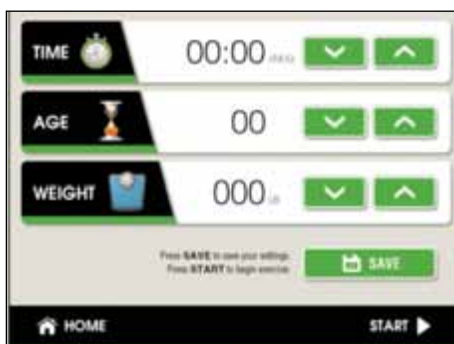 TIME 00:00
AGE 00
WEIGHT 000
Press SAVE to save your settings.
Press START to begin exercise.
SAVE
HOME START